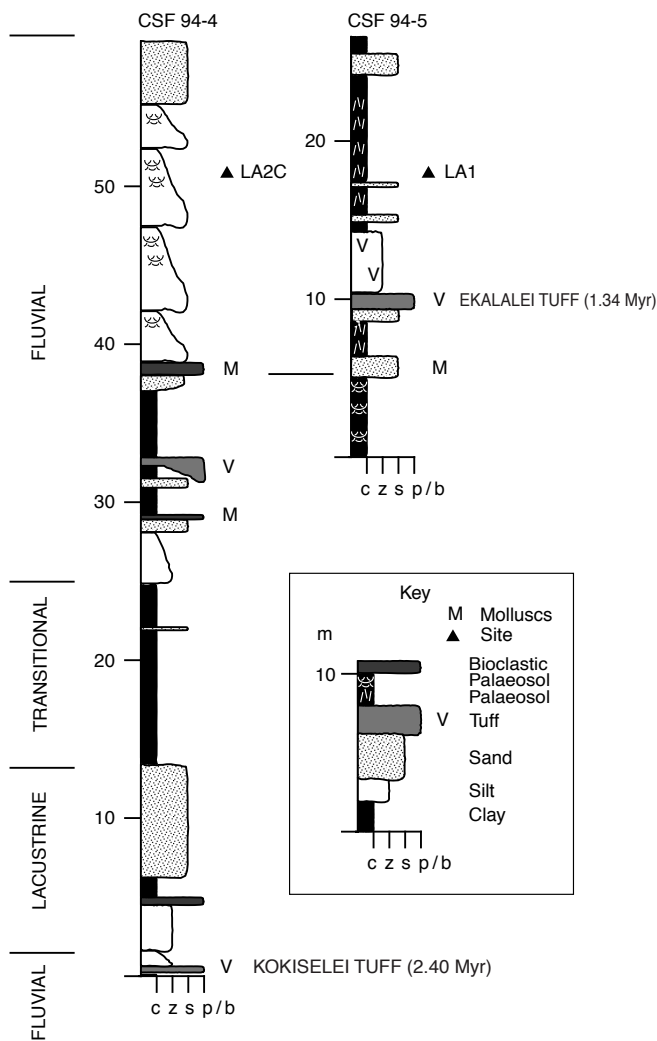 CSF 94-4
CSF 94-5
FLUVIAL
TRANSITIONAL
LACUSTRINE
FLUVIAL
50
40
30
20
10
▲ LA2C
M
V
M
V KOKISELEI TUFF (2.40 Myr)
c z s p/b
20
10
▲ LA1
V
V
V EKALALEI TUFF (1.34 Myr)
M
c z s p/b
Key
m
M Molluscs
▲ Site
10
Bioclastic
Palaeosol
Palaeosol
V Tuff
Sand
Silt
Clay
c z s p/b